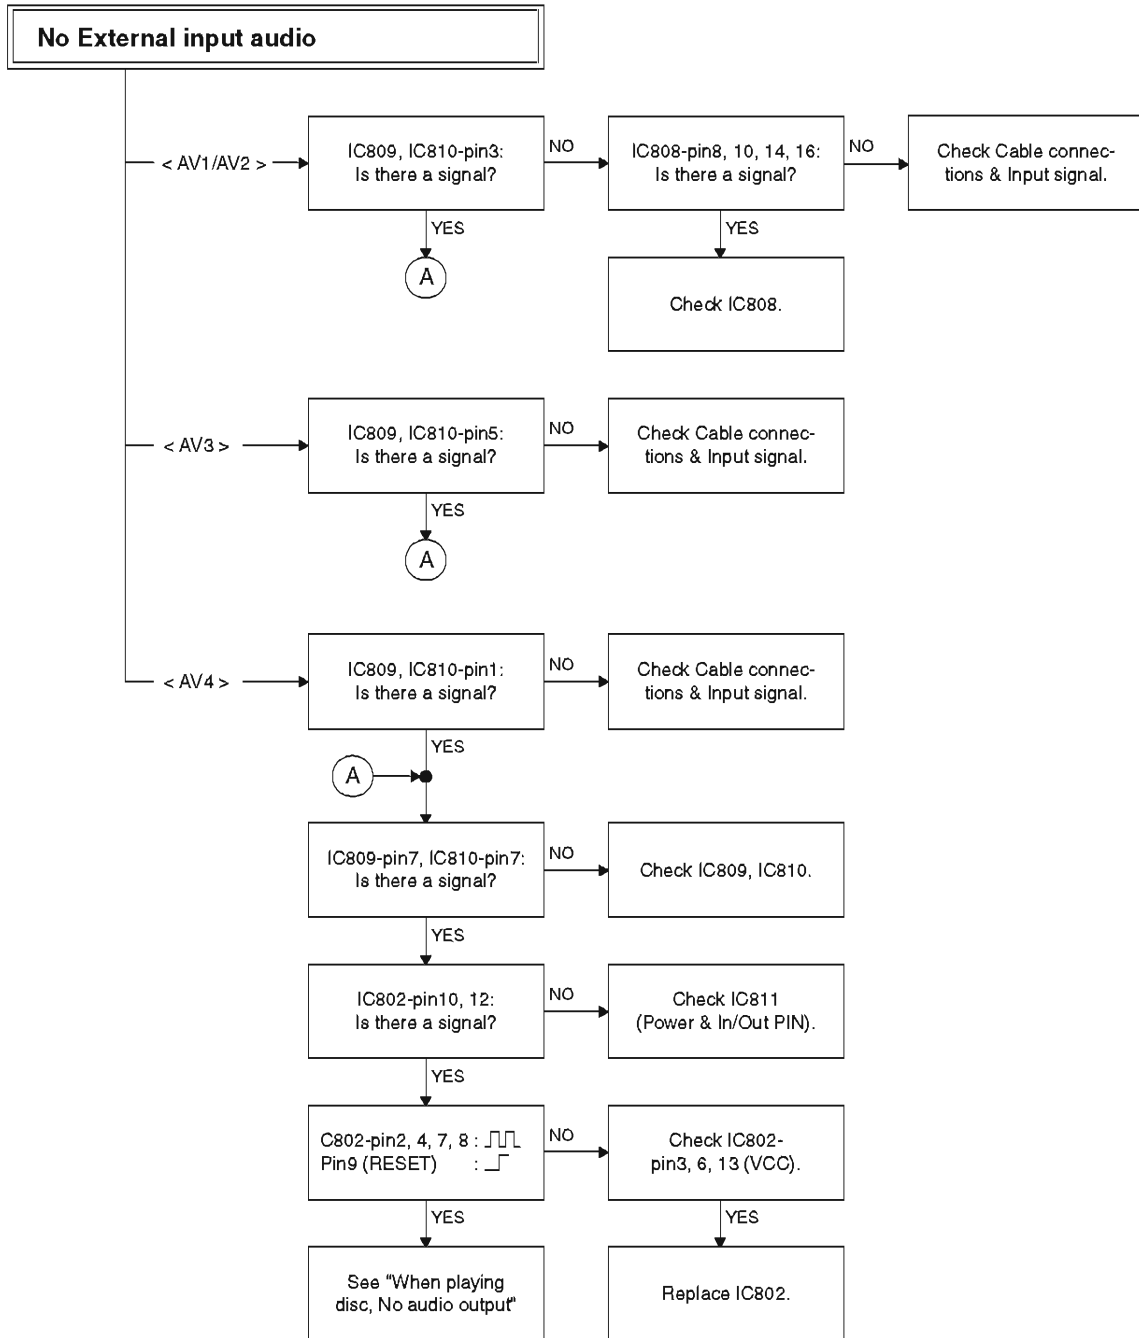 No External input audio
< AV1/AV2 >
IC809, IC810-pin3:
Is there a signal?
NO
IC808-pin8, 10, 14, 16:
Is there a signal?
NO
Check Cable connec-
tions & Input signal.
YES
A
YES
Check IC808.
< AV3 >
IC809, IC810-pin5:
Is there a signal?
NO
Check Cable connec-
tions & Input signal.
YES
A
< AV4 >
IC809, IC810-pin1:
Is there a signal?
NO
Check Cable connec-
tions & Input signal.
YES
A
IC809-pin7, IC810-pin7:
Is there a signal?
NO
Check IC809, IC810.
YES
IC802-pin10, 12:
Is there a signal?
NO
Check IC811
(Power & In/Out PIN).
YES
C802-pin2, 4, 7, 8 :
Pin9 (RESET) :
NO
Check IC802-
pin3, 6, 13 (VCC).
YES
YES
See "When playing
disc, No audio output"
Replace IC802.